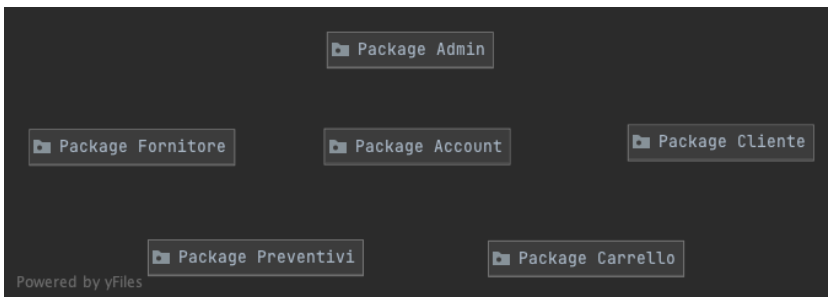 Package Admin
Package Fornitore
Package Account
Package Cliente
Package Preventivi
Package Carrello
Powered by yFiles